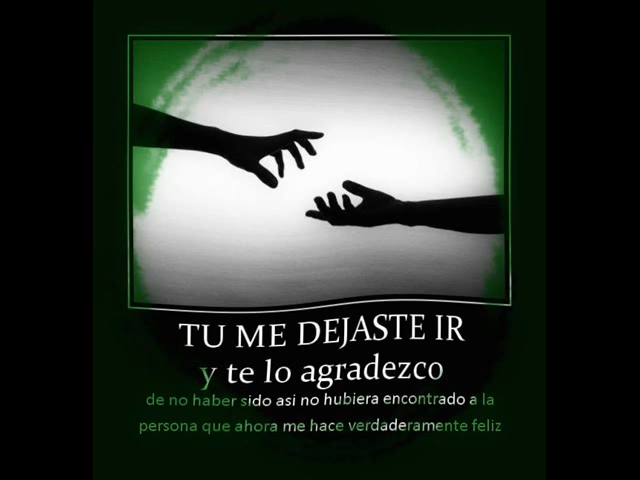 TU ME DEJASTE IR
y te lo agradezco
de no haber sido asi no hubiera encontrado a la
persona que ahora me hace verdaderamente feliz